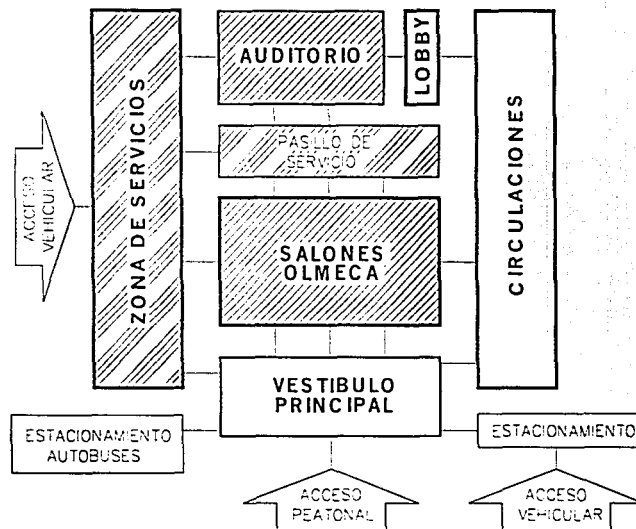 AUDITORIO
LOBBY
ZONA DE SERVICIOS
PASILLO DE
SERVICIO
CIRCULACIONES
ACCESO
VEHICULAR
SALONES
OLMECA
VESTIBULO
PRINCIPAL
ESTACIONAMIENTO
AUTOBUSES
ESTACIONAMIENTO
ACCESO
PEATONAL
ACCESO
VEHICULAR